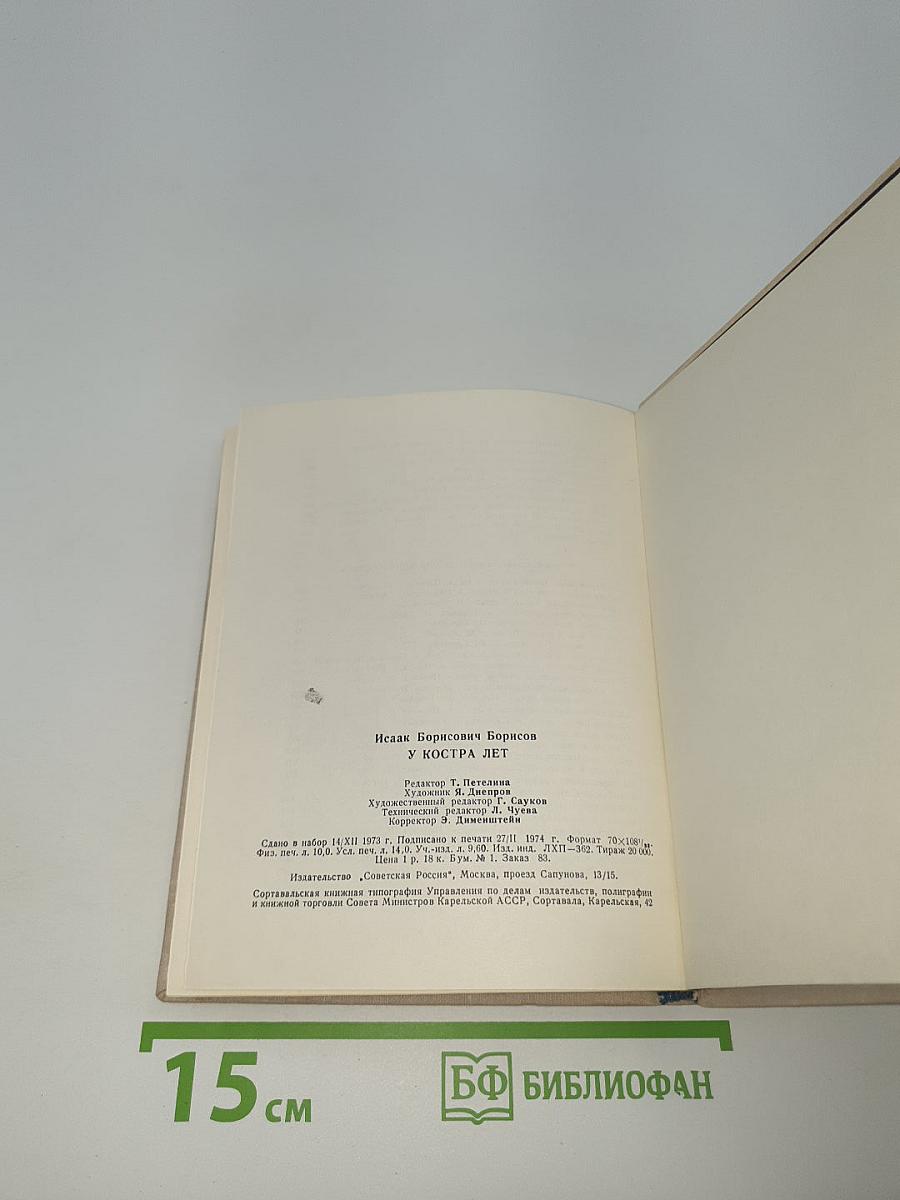 Исаак Борисович Борисов
У КОСТРА ЛЕТ
Редактор Т. Петелина
Художник Я. Днепров
Художественный редактор Г. Сауков
Технический редактор Л. Чуева
Корректор Э. Дименштейн
Сдано в набор 14/XII 1973 г. Подписано к печати 27/II 1974 г. Формат 70×108¹/₃₂.
Физ. печ. л. 10,0. Усл. печ. л. 14,0. Уч.-изд. л. 9,60. Изд. инд. ЛХП—362. Тираж 20 000.
Цена 1 р. 18 к. Бум. № 1. Заказ 83.
Издательство „Советская Россия“, Москва, проезд Сапунова, 13/15.
Сортавальская книжная типография Управления по делам издательств, полиграфии
и книжной торговли Совета Министров Карельской АССР, Сортавала, Карельская, 42
15 см
БФ БИБЛИОФАН